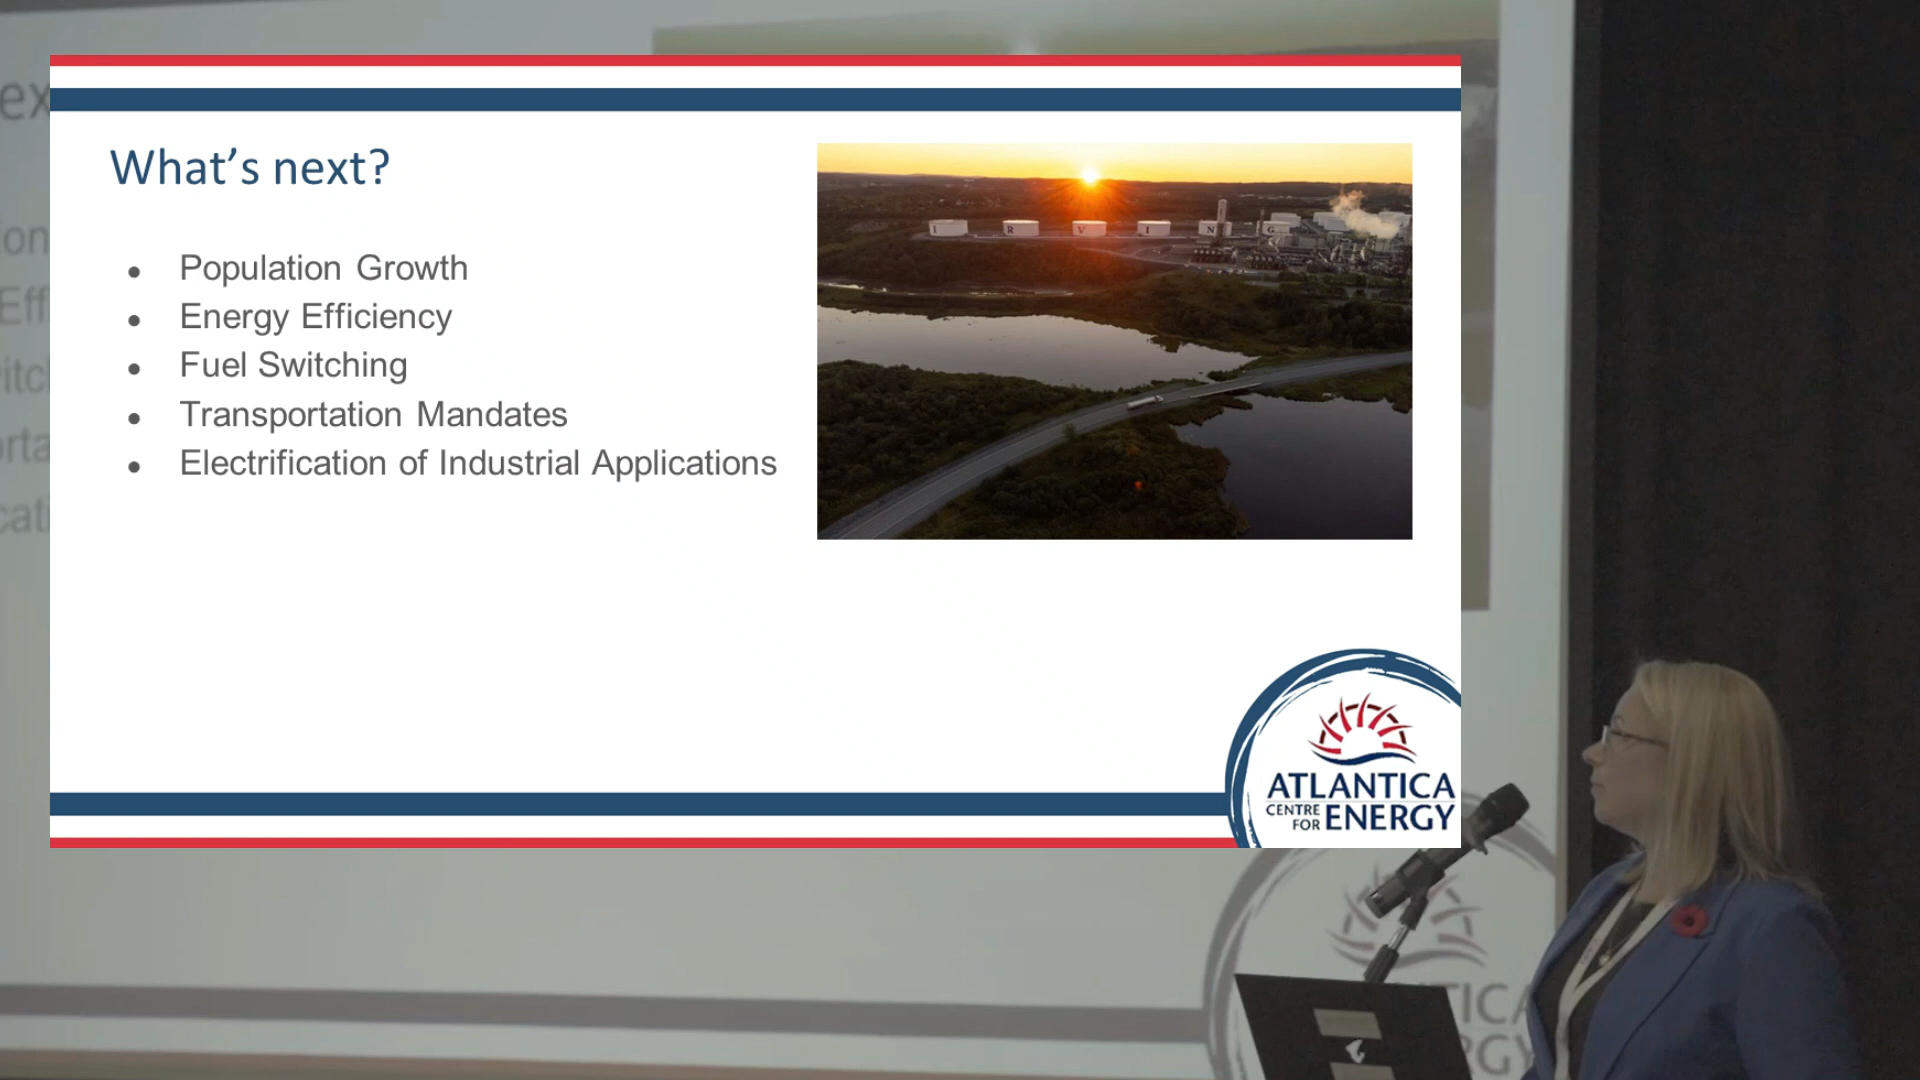 What’s next?
● Population Growth
● Energy Efficiency
● Fuel Switching
● Transportation Mandates
● Electrification of Industrial Applications
I R V I N G
ATLANTICA
CENTRE FOR ENERGY